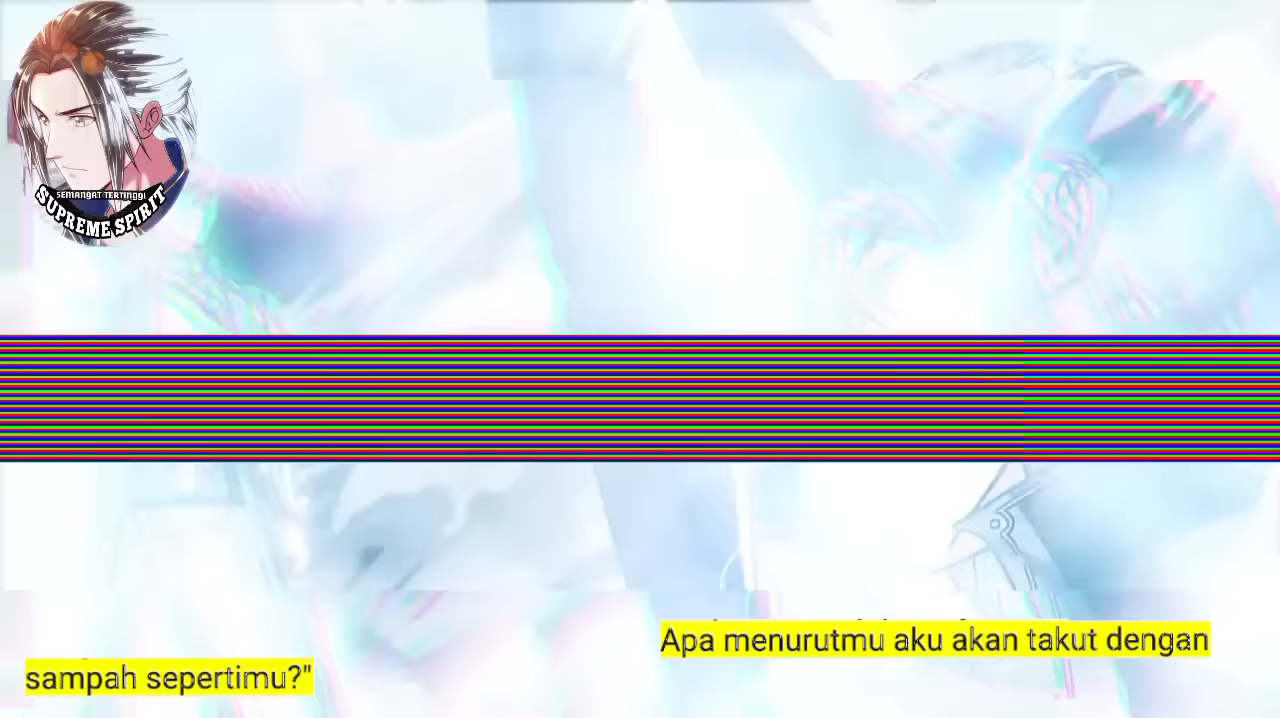 SEMANGAT TERTINGGI
SUPREME SPIRIT
Apa menurutmu aku akan takut dengan
sampah sepertimu?"